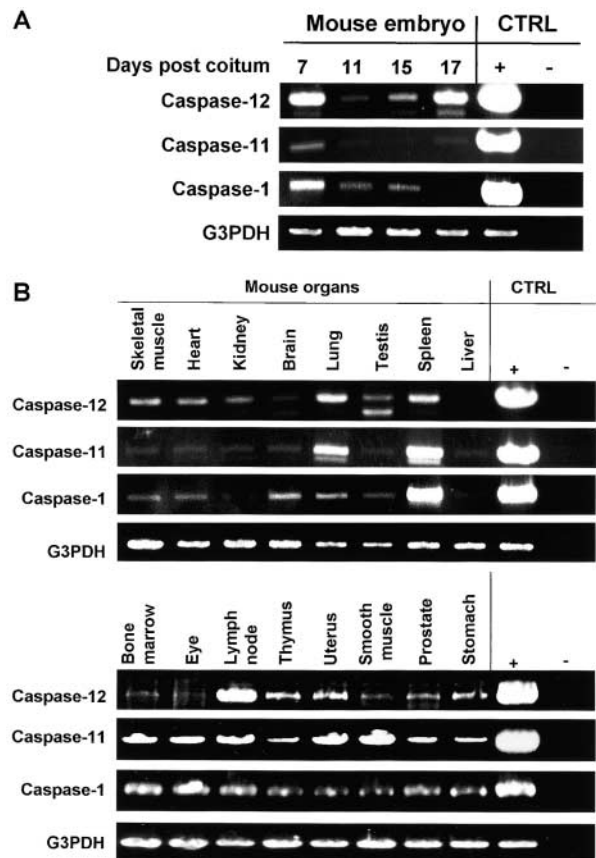 A
Mouse embryo CTRL
Days post coitum 7 11 15 17 + -
Caspase-12
Caspase-11
Caspase-1
G3PDH
B
Mouse organs CTRL
Skeletal muscle Heart Kidney Brain Lung Testis Spleen Liver + -
Caspase-12
Caspase-11
Caspase-1
G3PDH
Bone marrow Eye Lymph node Thymus Uterus Smooth muscle Prostate Stomach + -
Caspase-12
Caspase-11
Caspase-1
G3PDH